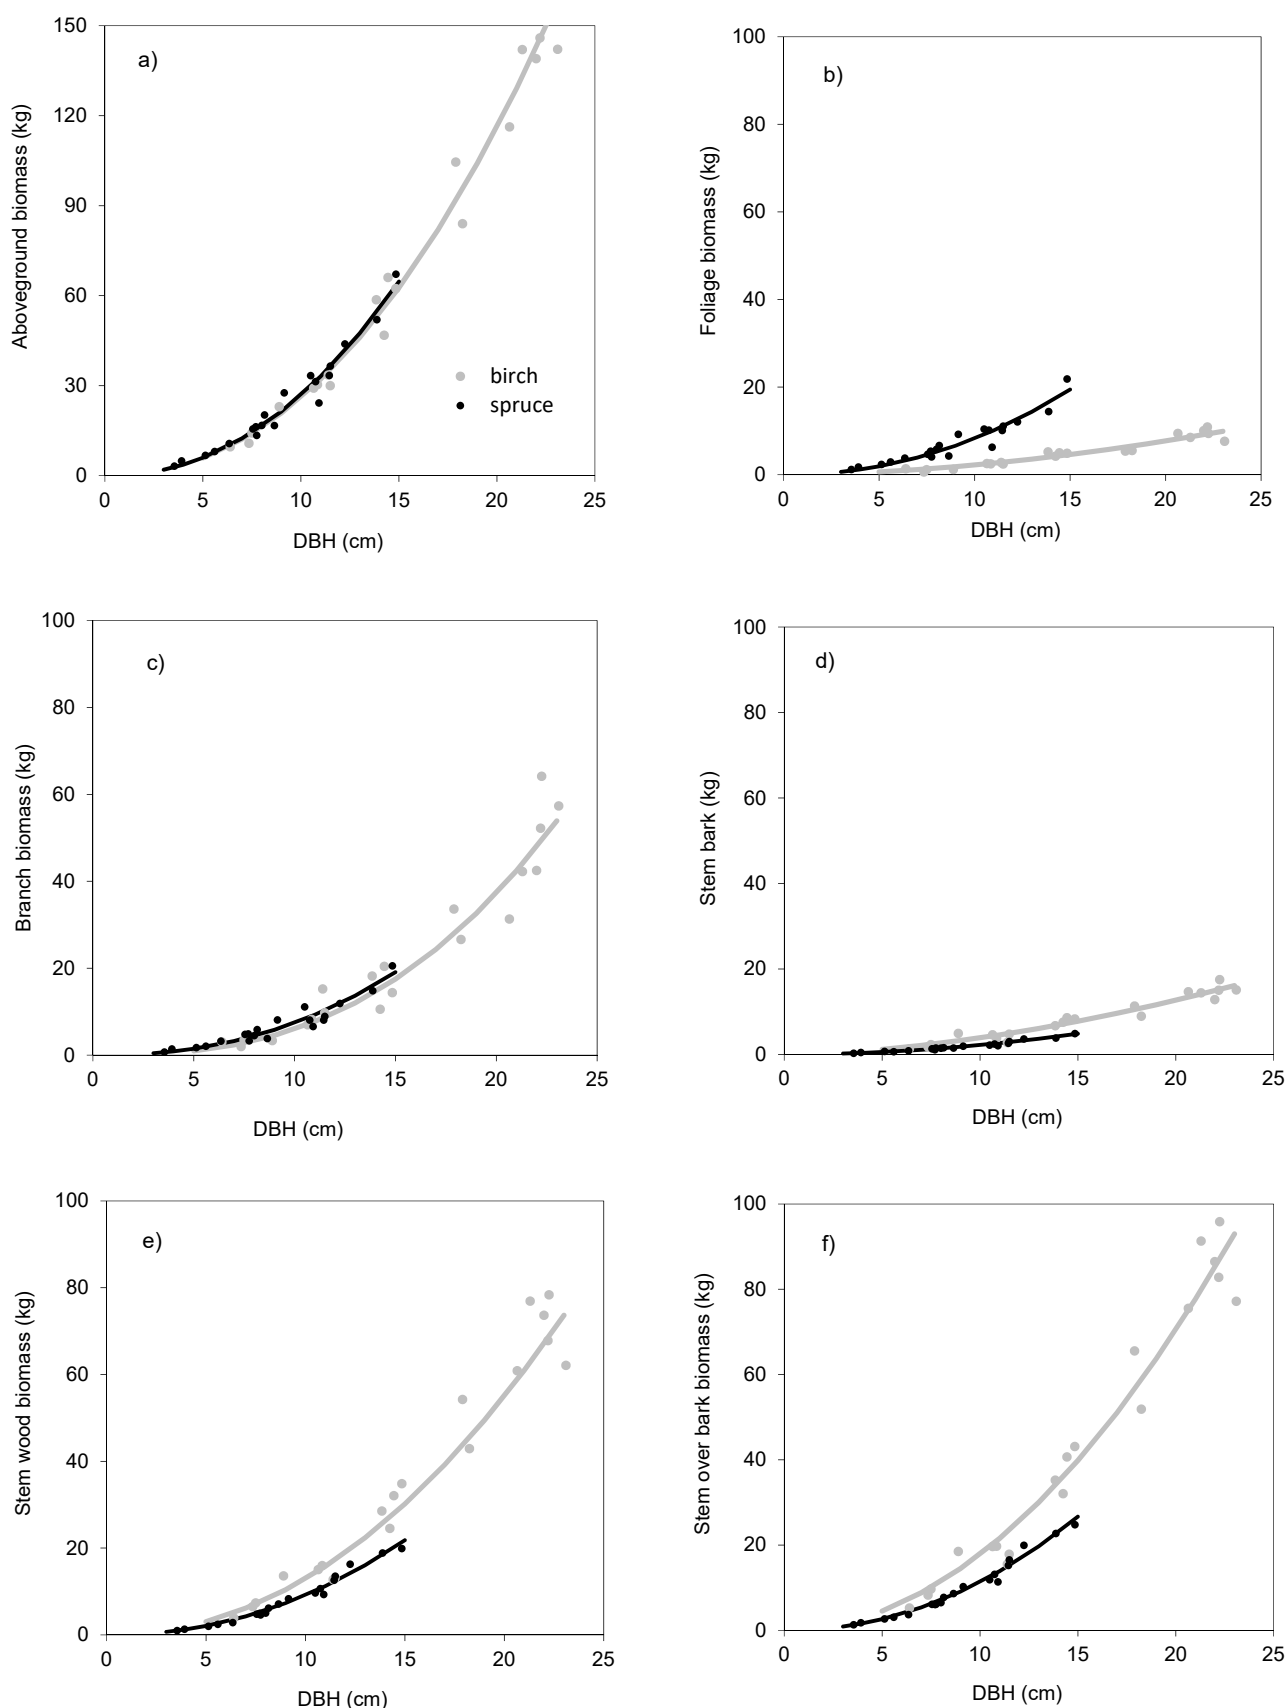 a)
Aboveground biomass (kg)
150
120
90
60
30
0
0 5 10 15 20 25
DBH (cm)
birch
spruce
b)
Foliage biomass (kg)
100
80
60
40
20
0
0 5 10 15 20 25
DBH (cm)
c)
Branch biomass (kg)
100
80
60
40
20
0
0 5 10 15 20 25
DBH (cm)
d)
Stem bark (kg)
100
80
60
40
20
0
0 5 10 15 20 25
DBH (cm)
e)
Stem wood biomass (kg)
100
80
60
40
20
0
0 5 10 15 20 25
DBH (cm)
f)
Stem over bark biomass (kg)
100
80
60
40
20
0
0 5 10 15 20 25
DBH (cm)